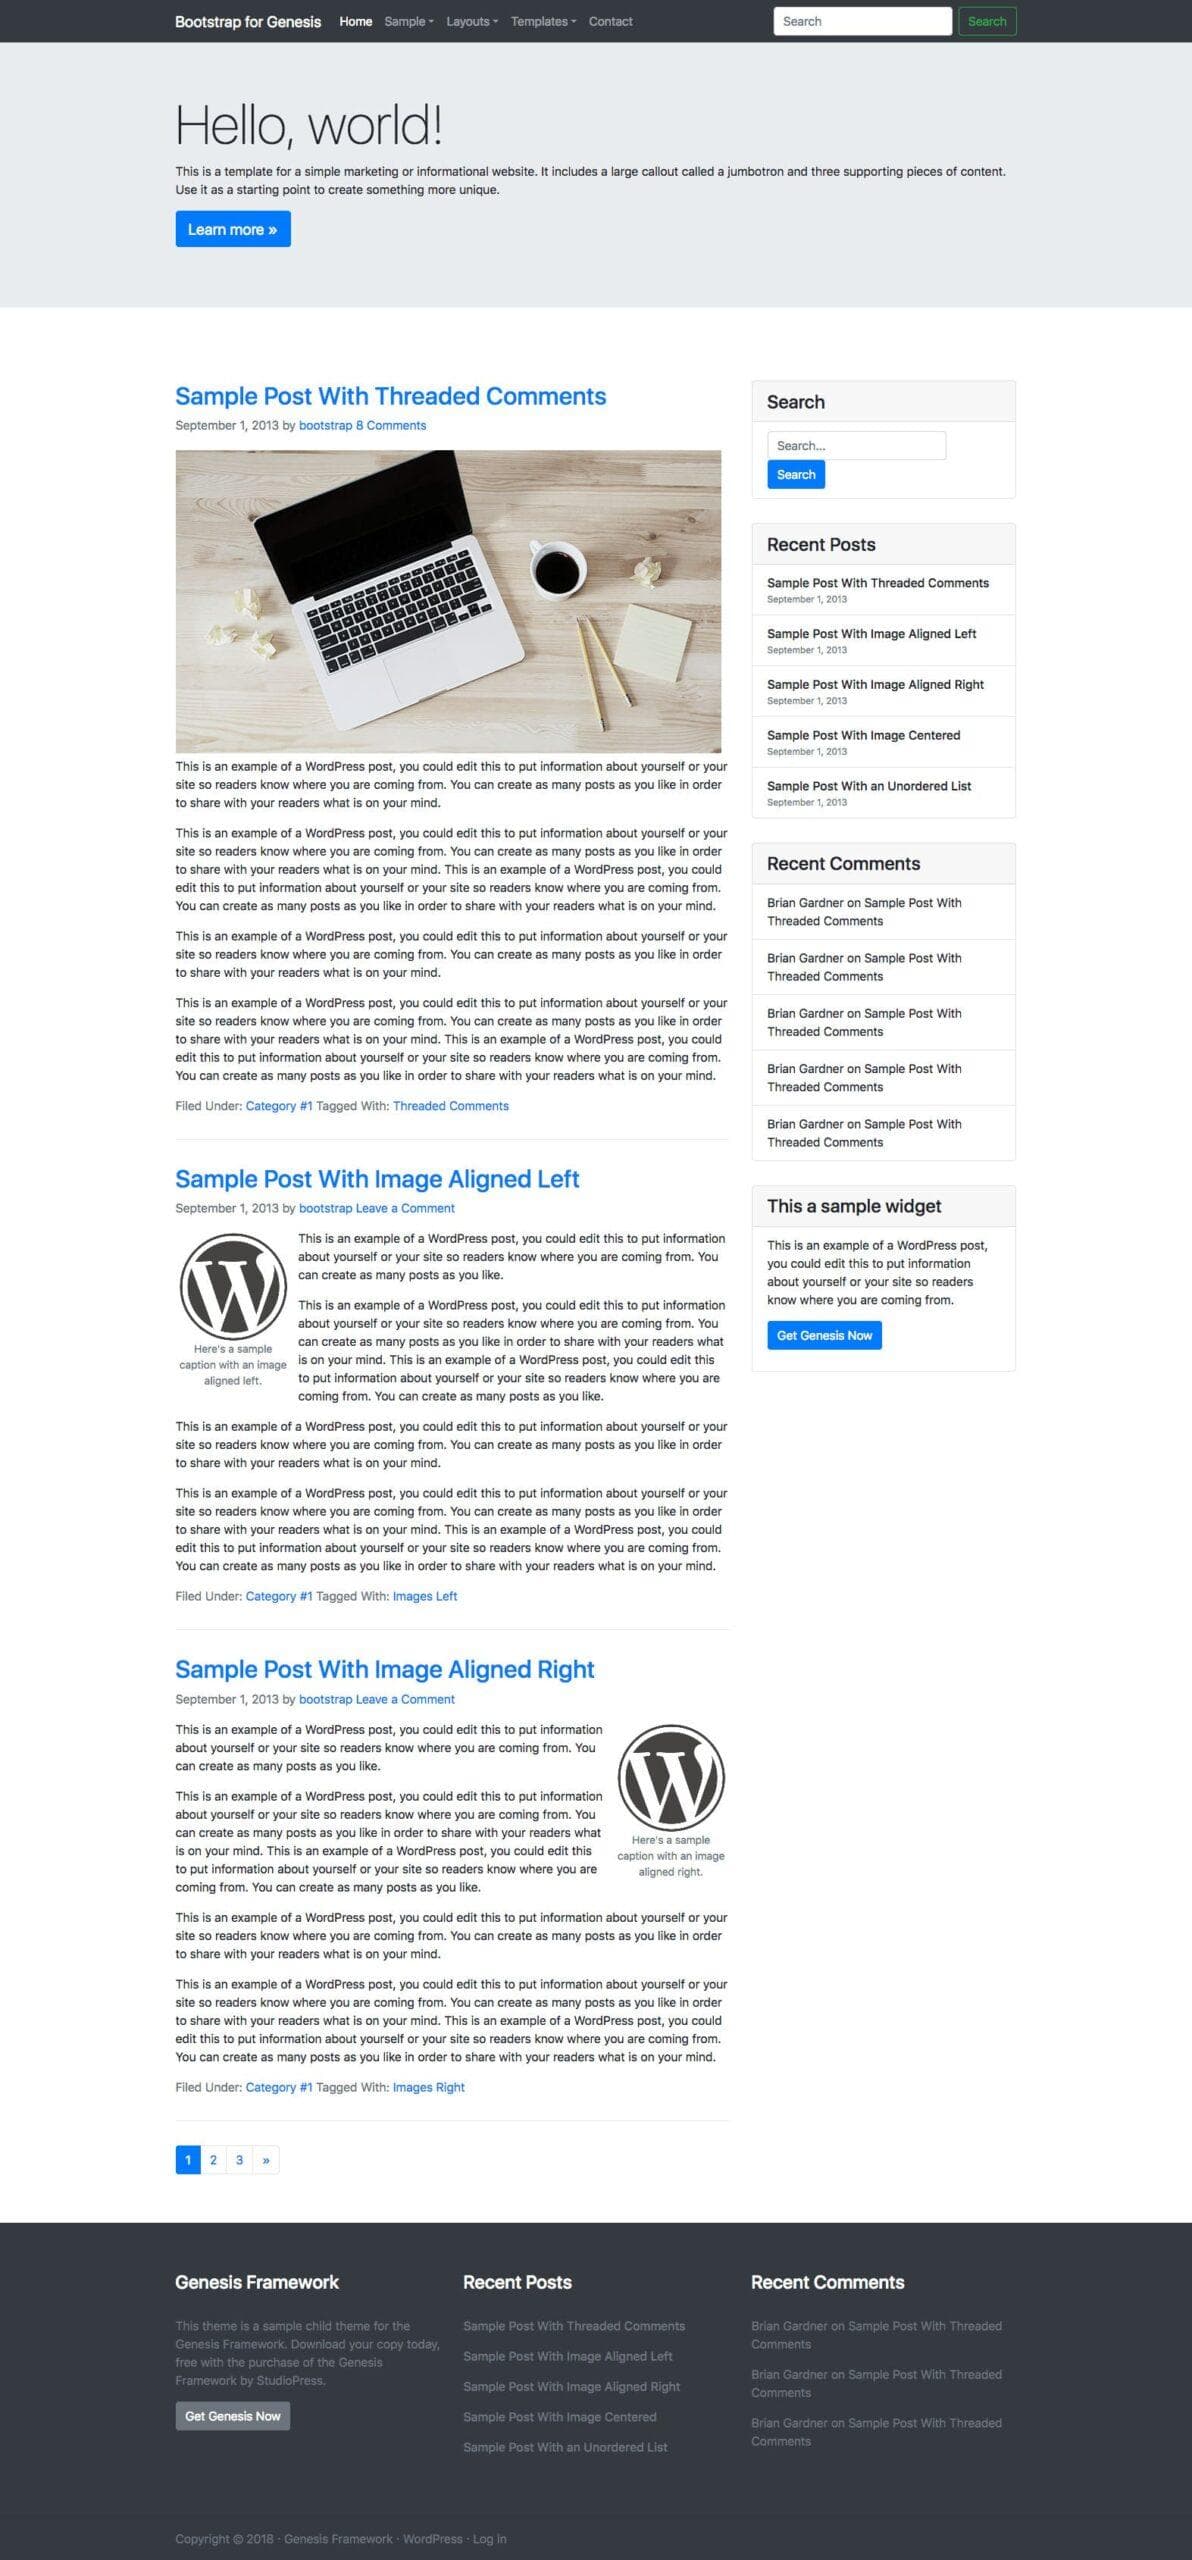 Bootstrap for Genesis Home Sample Layouts Templates Contact Search Search
Hello, world!
This is a template for a simple marketing or informational website. It includes a large callout called a jumbotron and three supporting pieces of content.
Use it as a starting point to create something more unique.
Learn more »
Sample Post With Threaded Comments
September 1, 2013 by bootstrap 8 Comments
This is an example of a WordPress post, you could edit this to put information about yourself or your
site so readers know where you are coming from. You can create as many posts as you like in order
to share with your readers what is on your mind.
This is an example of a WordPress post, you could edit this to put information about yourself or your
site so readers know where you are coming from. You can create as many posts as you like in order
to share with your readers what is on your mind. This is an example of a WordPress post, you could
edit this to put information about yourself or your site so readers know where you are coming from.
You can create as many posts as you like in order to share with your readers what is on your mind.
This is an example of a WordPress post, you could edit this to put information about yourself or your
site so readers know where you are coming from. You can create as many posts as you like in order
to share with your readers what is on your mind.
This is an example of a WordPress post, you could edit this to put information about yourself or your
site so readers know where you are coming from. You can create as many posts as you like in order
to share with your readers what is on your mind. This is an example of a WordPress post, you could
edit this to put information about yourself or your site so readers know where you are coming from.
You can create as many posts as you like in order to share with your readers what is on your mind.
Filed Under: Category #1 Tagged With: Threaded Comments
Sample Post With Image Aligned Left
September 1, 2013 by bootstrap Leave a Comment
W
Here's a sample
caption with an image
aligned left.
This is an example of a WordPress post, you could edit this to put information
about yourself or your site so readers know where you are coming from. You
can create as many posts as you like.
This is an example of a WordPress post, you could edit this to put information
about yourself or your site so readers know where you are coming from. You
can create as many posts as you like in order to share with your readers what
is on your mind. This is an example of a WordPress post, you could edit this
to put information about yourself or your site so readers know where you are
coming from. You can create as many posts as you like.
This is an example of a WordPress post, you could edit this to put information about yourself or your
site so readers know where you are coming from. You can create as many posts as you like in order
to share with your readers what is on your mind.
This is an example of a WordPress post, you could edit this to put information about yourself or your
site so readers know where you are coming from. You can create as many posts as you like in order
to share with your readers what is on your mind. This is an example of a WordPress post, you could
edit this to put information about yourself or your site so readers know where you are coming from.
You can create as many posts as you like in order to share with your readers what is on your mind.
Filed Under: Category #1 Tagged With: Images Left
Sample Post With Image Aligned Right
September 1, 2013 by bootstrap Leave a Comment
This is an example of a WordPress post, you could edit this to put information
about yourself or your site so readers know where you are coming from. You
can create as many posts as you like.
This is an example of a WordPress post, you could edit this to put information
about yourself or your site so readers know where you are coming from. You
can create as many posts as you like in order to share with your readers what
is on your mind. This is an example of a WordPress post, you could edit this
to put information about yourself or your site so readers know where you are
coming from. You can create as many posts as you like.
W
Here's a sample
caption with an image
aligned right.
This is an example of a WordPress post, you could edit this to put information about yourself or your
site so readers know where you are coming from. You can create as many posts as you like in order
to share with your readers what is on your mind.
This is an example of a WordPress post, you could edit this to put information about yourself or your
site so readers know where you are coming from. You can create as many posts as you like in order
to share with your readers what is on your mind. This is an example of a WordPress post, you could
edit this to put information about yourself or your site so readers know where you are coming from.
You can create as many posts as you like in order to share with your readers what is on your mind.
Filed Under: Category #1 Tagged With: Images Right
1 2 3 »
Search
Search...
Search
Recent Posts
Sample Post With Threaded Comments
September 1, 2013
Sample Post With Image Aligned Left
September 1, 2013
Sample Post With Image Aligned Right
September 1, 2013
Sample Post With Image Centered
September 1, 2013
Sample Post With an Unordered List
September 1, 2013
Recent Comments
Brian Gardner on Sample Post With
Threaded Comments
Brian Gardner on Sample Post With
Threaded Comments
Brian Gardner on Sample Post With
Threaded Comments
Brian Gardner on Sample Post With
Threaded Comments
Brian Gardner on Sample Post With
Threaded Comments
This a sample widget
This is an example of a WordPress post,
you could edit this to put information
about yourself or your site so readers
know where you are coming from.
Get Genesis Now
Genesis Framework
This theme is a sample child theme for the
Genesis Framework. Download your copy today,
free with the purchase of the Genesis
Framework by StudioPress.
Get Genesis Now
Recent Posts
Sample Post With Threaded Comments
Sample Post With Image Aligned Left
Sample Post With Image Aligned Right
Sample Post With Image Centered
Sample Post With an Unordered List
Recent Comments
Brian Gardner on Sample Post With Threaded
Comments
Brian Gardner on Sample Post With Threaded
Comments
Brian Gardner on Sample Post With Threaded
Comments
Copyright © 2018 · Genesis Framework · WordPress · Log in